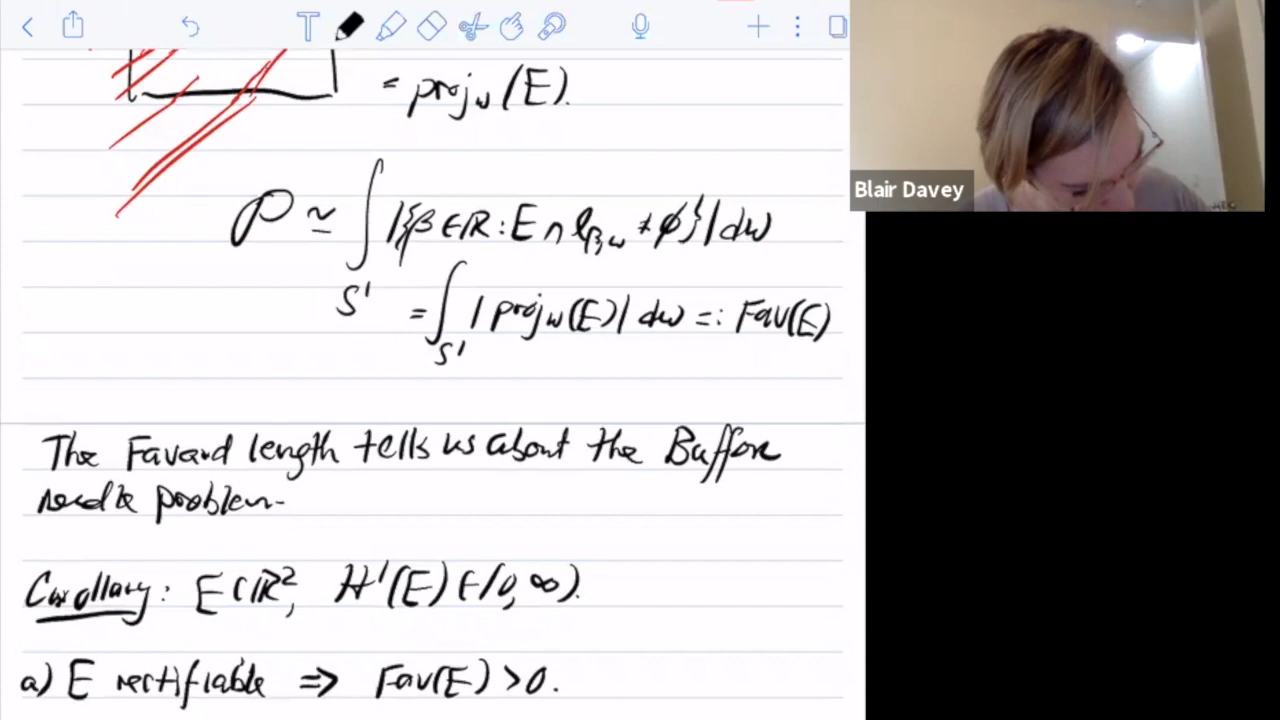 = proj_ω(E).
Blair Davey
P ≃ ∫_{S¹} |{β ∈ ℝ : E ∩ ℓ_{β,ω} ≠ ∅}| dω
= ∫_{S¹} |proj_ω(E)| dω =: Fav(E)
The Favard length tells us about the Buffon
needle problem.
Corollary: E ⊂ ℝ², H¹(E) ∈ (0, ∞).
a) E rectifiable ⇒ Fav(E) > 0.